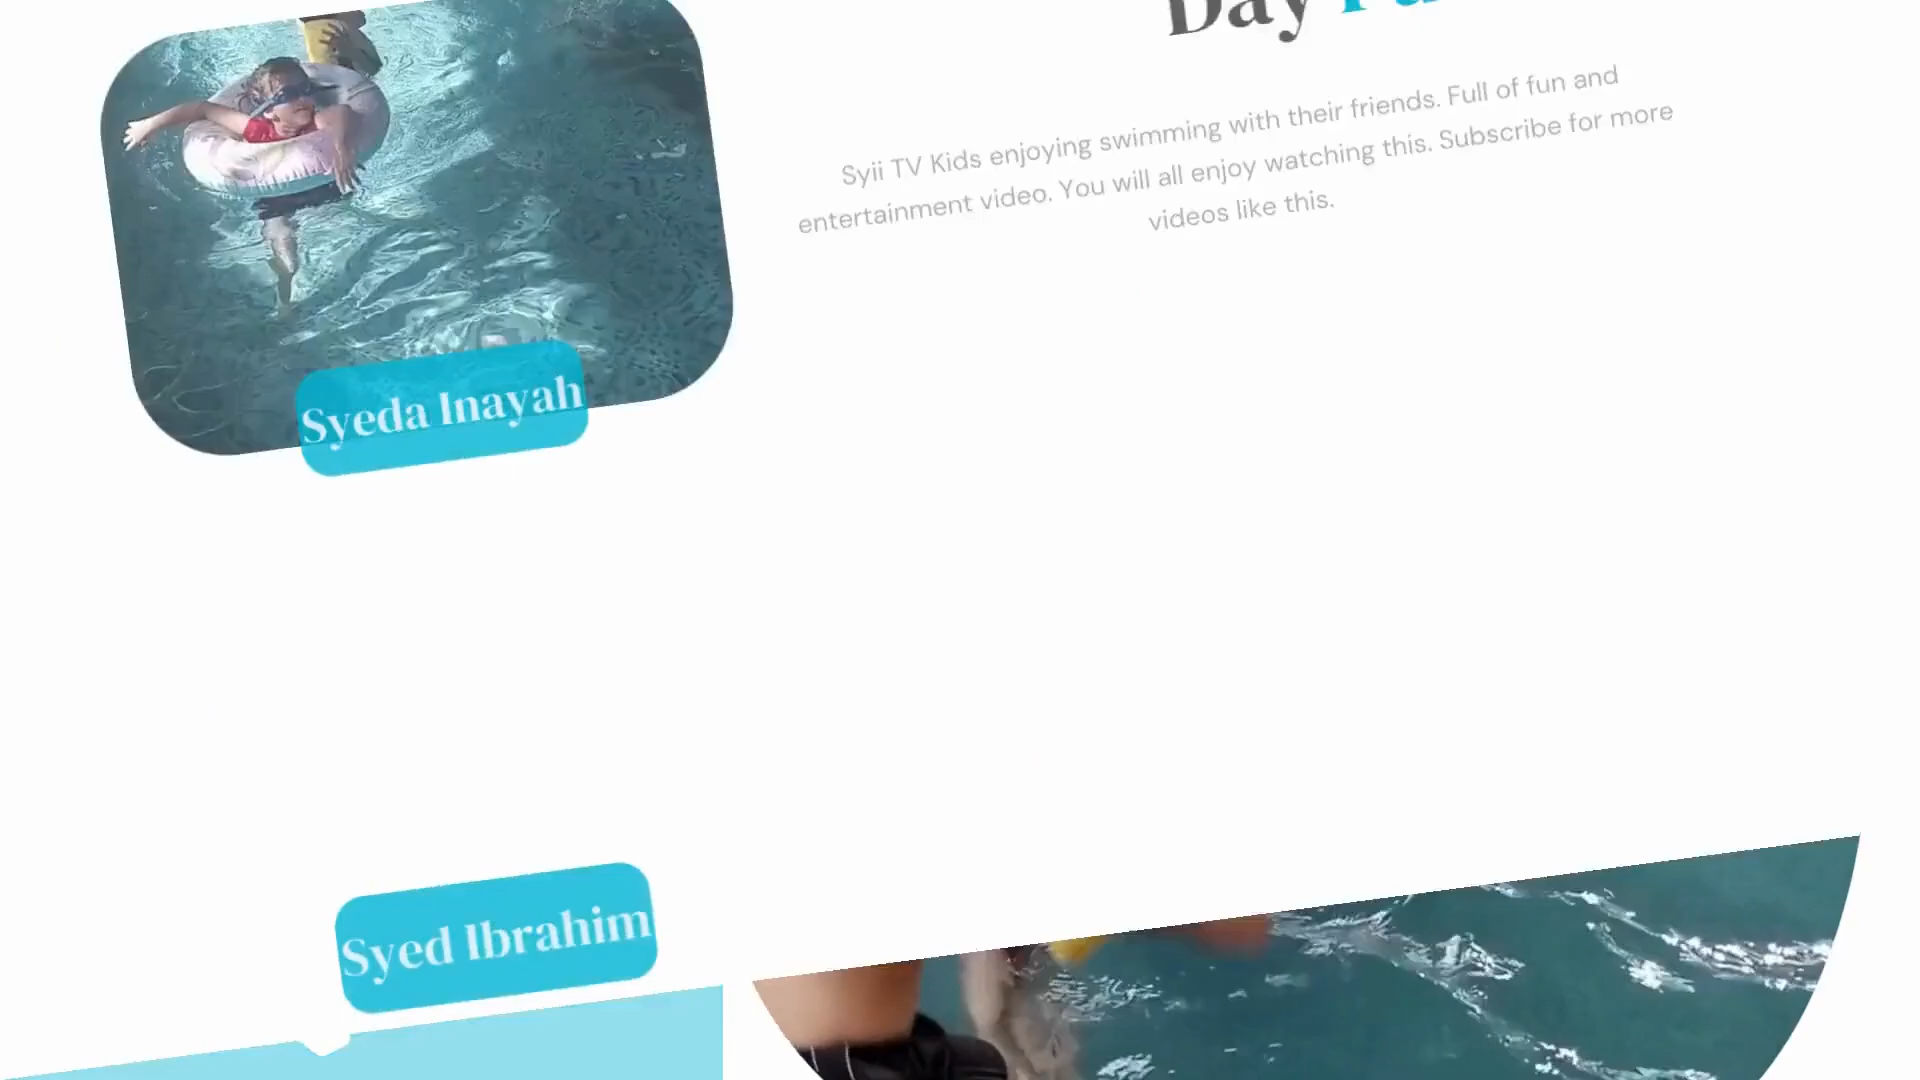 Day
Syii TV Kids enjoying swimming with their friends. Full of fun and
entertainment video. You will all enjoy watching this. Subscribe for more
videos like this.
Syeda Inayah
Syed Ibrahim